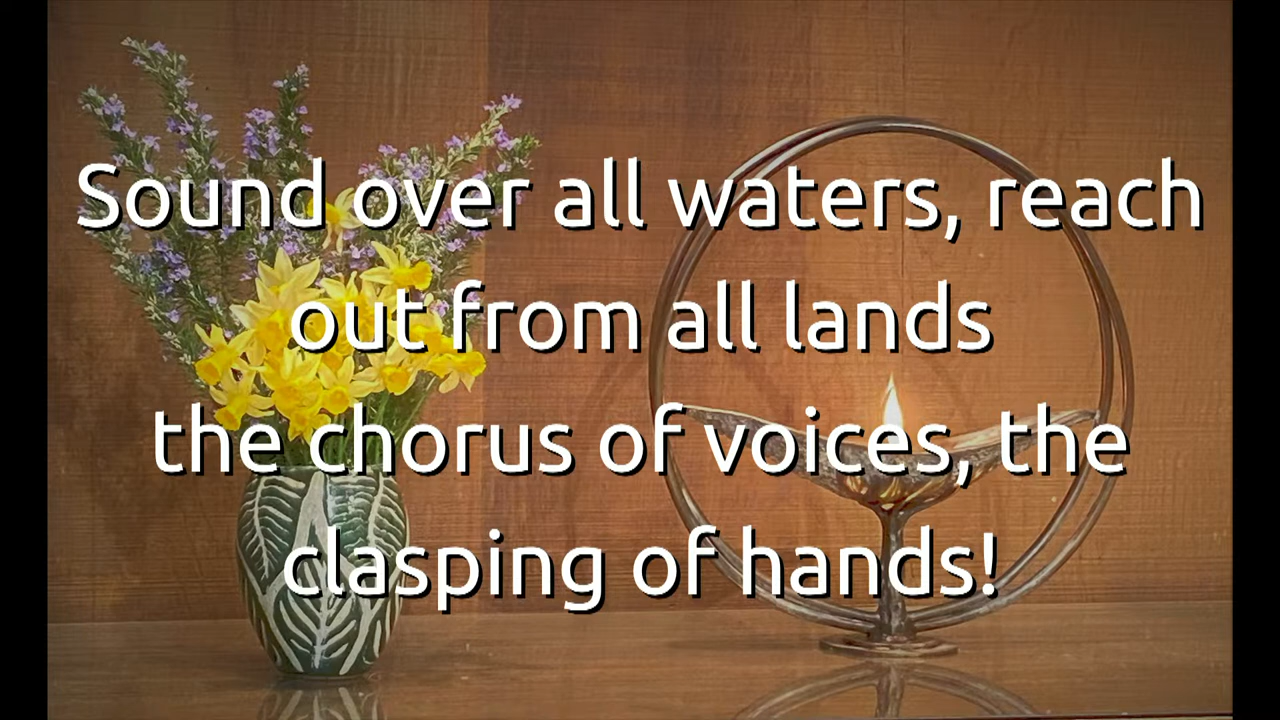 Sound over all waters, reach
out from all lands
the chorus of voices, the
clasping of hands!